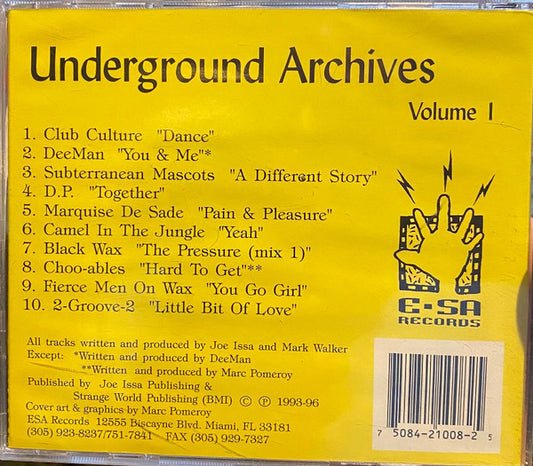 Underground Archives
Volume I
1. Club Culture "Dance"
2. DeeMan "You & Me"*
3. Subterranean Mascots "A Different Story"
4. D.P. "Together"
5. Marquise De Sade "Pain & Pleasure"
6. Camel In The Jungle "Yeah"
7. Black Wax "The Pressure (mix 1)"
8. Choo-ables "Hard To Get"**
9. Fierce Men On Wax "You Go Girl"
10. 2-Groove-2 "Little Bit Of Love"
E·SA
RECORDS
All tracks written and produced by Joe Issa and Mark Walker
Except: *Written and produced by DeeMan
**Written and produced by Marc Pomeroy
Published by Joe Issa Publishing &
Strange World Publishing (BMI) © ℗ 1993-96
Cover art & graphics by Marc Pomeroy
ESA Records 12555 Biscayne Blvd. Miami, FL 33181
(305) 923-8237/751-7841 FAX (305) 929-7327
7 5084-21008-2 5